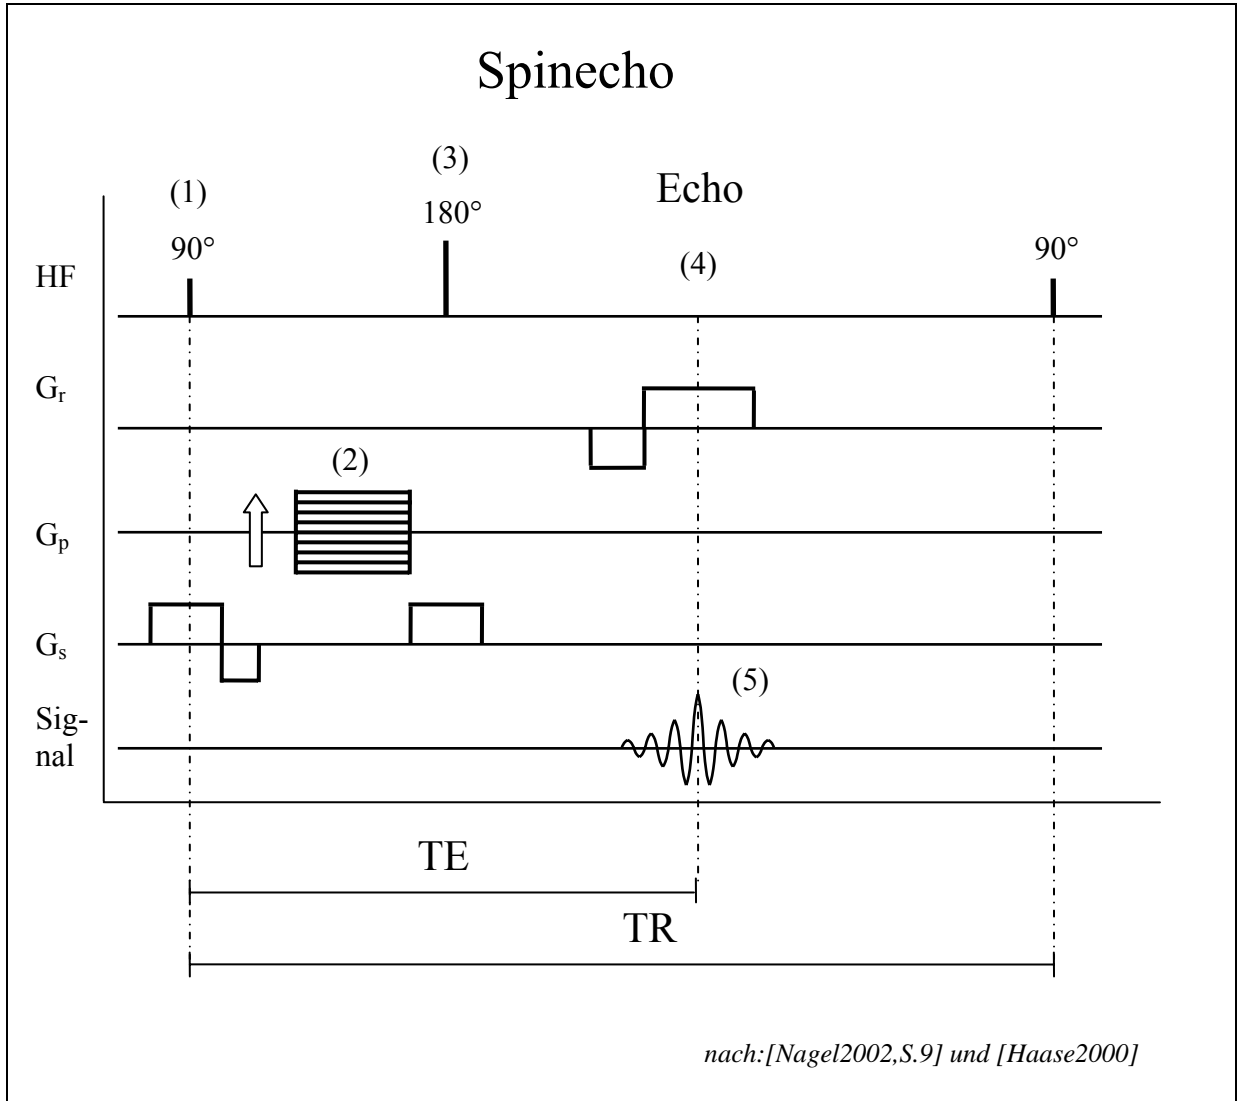 Spinecho
(3)
(1)
Echo
180°
90°
90°
(4)
HF
Gr
(2)
Gp
Gs
(5)
Sig-
nal
TE
TR
nach:[Nagel2002,S.9] und [Haase2000]